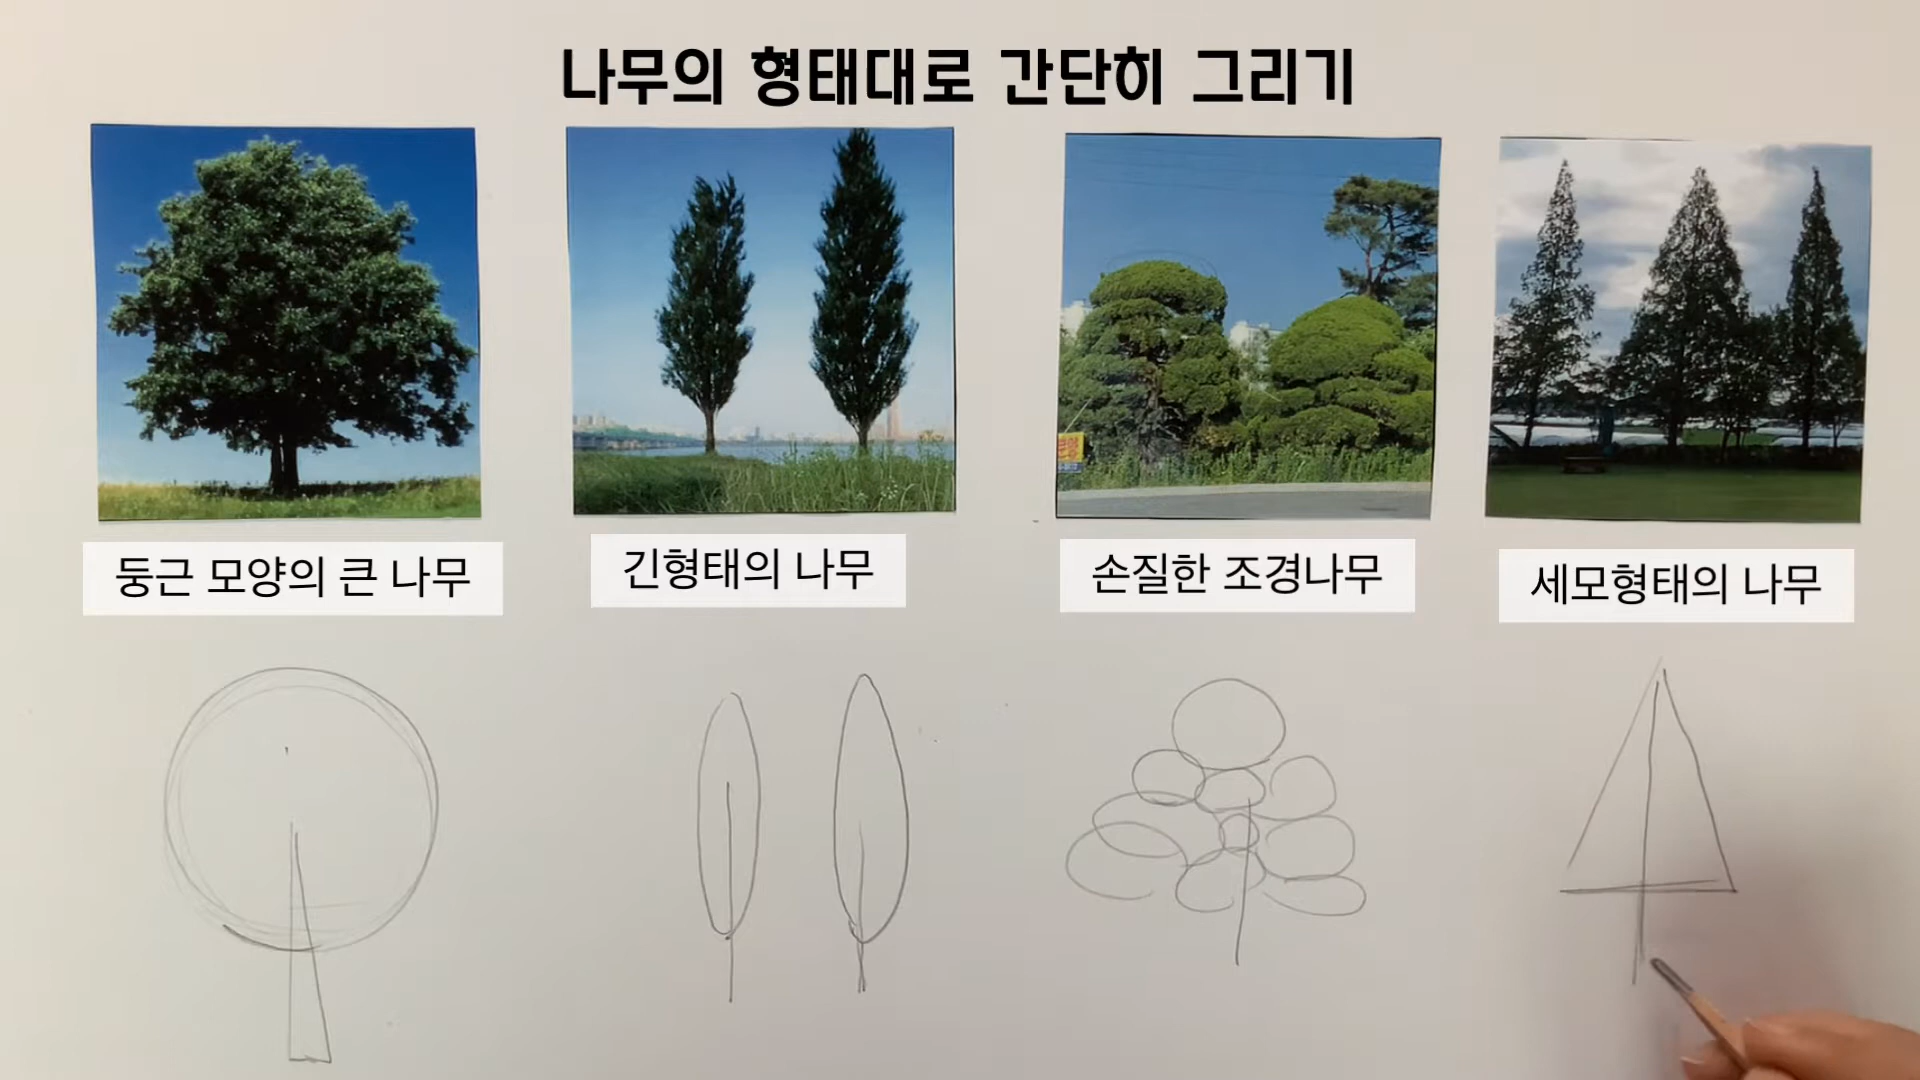 나무의 형태대로 간단히 그리기
둥근 모양의 큰 나무
긴형태의 나무
손질한 조경나무
세모형태의 나무